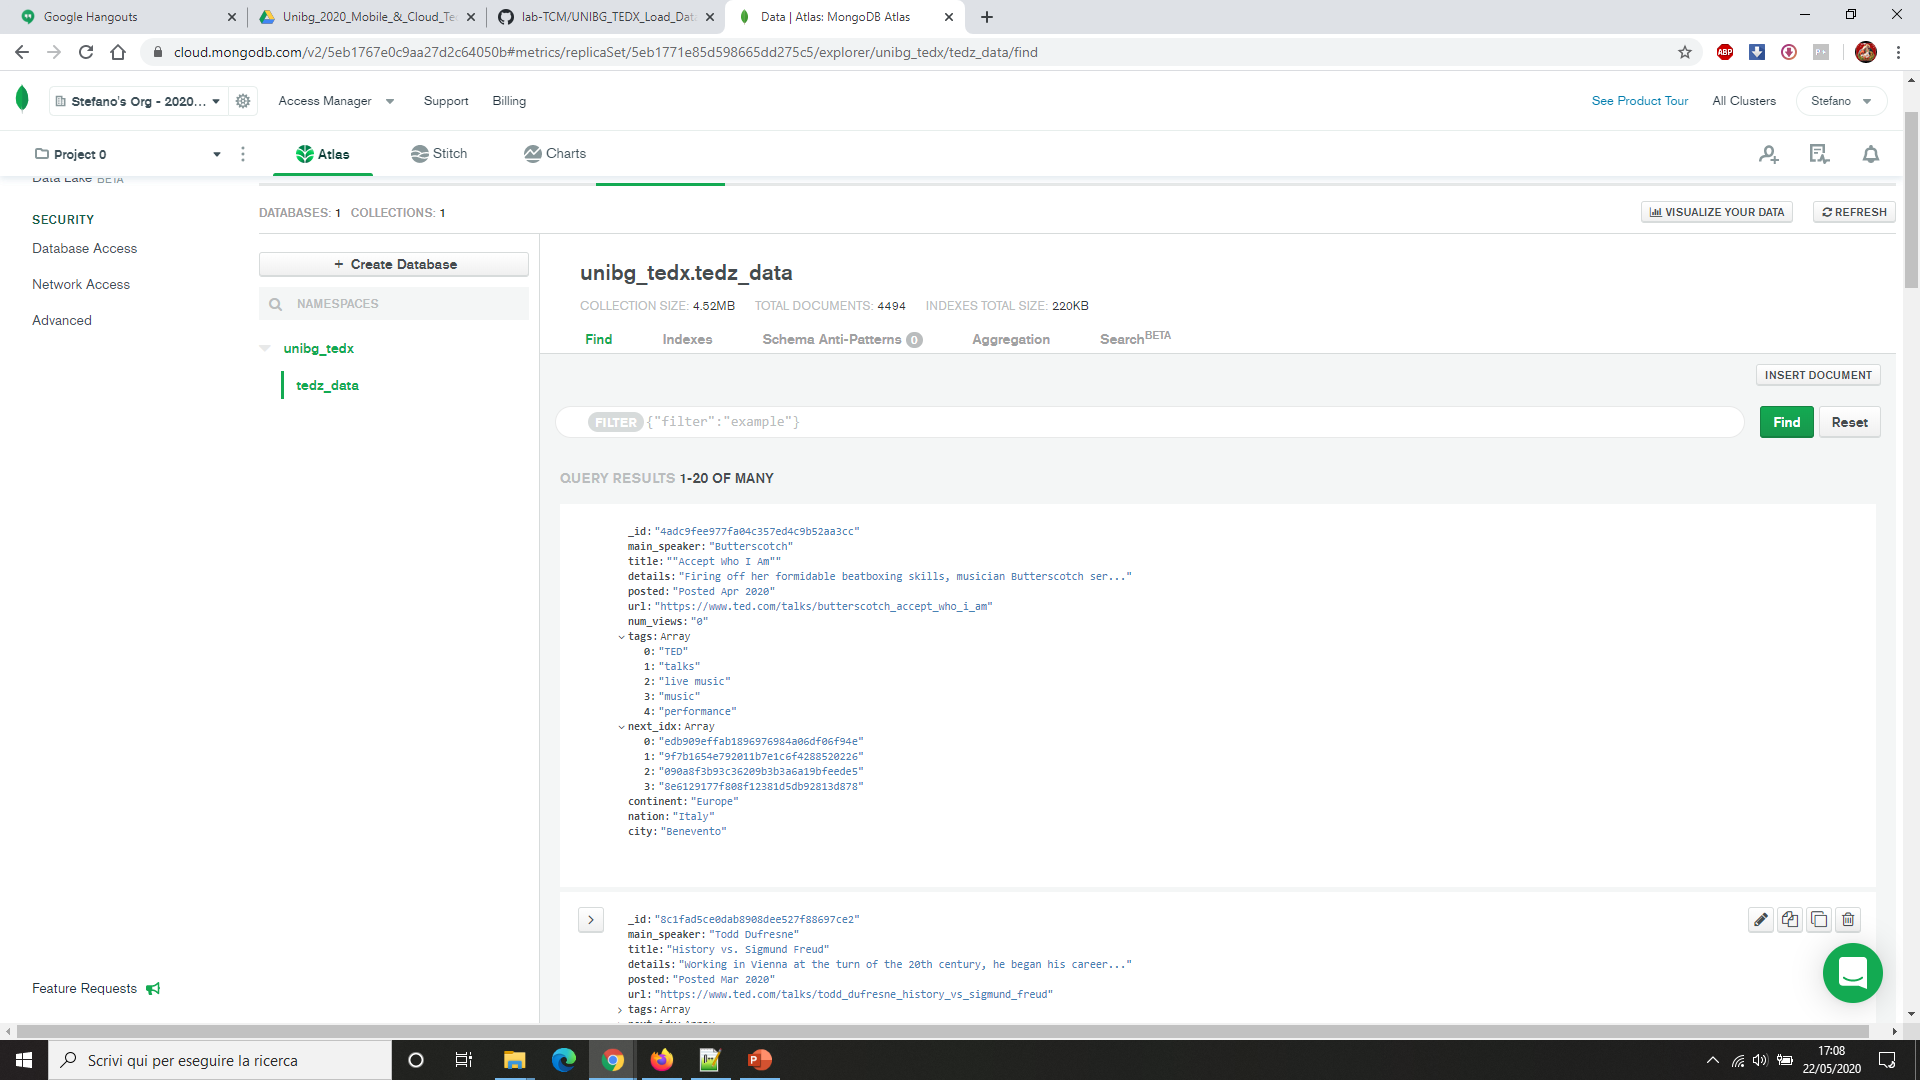 Google Hangouts
Unibg_2020_Mobile_&_Cloud_Te
lab-TCM/UNIBG_TEDX_Load_Dat
Data | Atlas: MongoDB Atlas
cloud.mongodb.com/v2/5eb1767e0c9aa27d2c64050b#metrics/replicaSet/5eb1771e85d598665dd275c5/explorer/unibg_tedx/tedz_data/find
ABP
Stefano's Org - 2020...
Access Manager
Support
Billing
See Product Tour
All Clusters
Stefano
Project 0
Atlas
Stitch
Charts
Data Lake BETA
SECURITY
Database Access
Network Access
Advanced
Feature Requests
DATABASES: 1 COLLECTIONS: 1
VISUALIZE YOUR DATA
REFRESH
+ Create Database
NAMESPACES
unibg_tedx
tedz_data
unibg_tedx.tedz_data
COLLECTION SIZE: 4.52MB TOTAL DOCUMENTS: 4494 INDEXES TOTAL SIZE: 220KB
Find Indexes Schema Anti-Patterns 0 Aggregation Search BETA
INSERT DOCUMENT
FILTER {"filter":"example"}
Find
Reset
QUERY RESULTS 1-20 OF MANY
_id: "4adc9fee977fa04c357ed4c9b52aa3cc"
main_speaker: "Butterscotch"
title: ""Accept Who I Am""
details: "Firing off her formidable beatboxing skills, musician Butterscotch ser..."
posted: "Posted Apr 2020"
url: "https://www.ted.com/talks/butterscotch_accept_who_i_am"
num_views: "0"
tags: Array
0: "TED"
1: "talks"
2: "live music"
3: "music"
4: "performance"
next_idx: Array
0: "edb909effab1896976984a06df06f94e"
1: "9f7b1654e792011b7e1c6f4288520226"
2: "090a8f3b93c36209b3b3a6a19bfeede5"
3: "8e6129177f808f12381d5db92813d878"
continent: "Europe"
nation: "Italy"
city: "Benevento"
_id: "8c1fad5ce0dab8908dee527f88697ce2"
main_speaker: "Todd Dufresne"
title: "History vs. Sigmund Freud"
details: "Working in Vienna at the turn of the 20th century, he began his career..."
posted: "Posted Mar 2020"
url: "https://www.ted.com/talks/todd_dufresne_history_vs_sigmund_freud"
tags: Array
Scrivi qui per eseguire la ricerca
17:08
22/05/2020